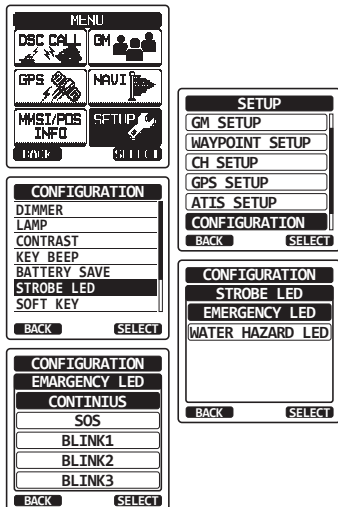 MENU
DSC CALL
GM
GPS
NAVI
MMSI/POS
INFO
SETUP
BACK
SELECT
SETUP
GM SETUP
WAYPOINT SETUP
CH SETUP
GPS SETUP
ATIS SETUP
CONFIGURATION
BACK
SELECT
CONFIGURATION
DIMMER
LAMP
CONTRAST
KEY BEEP
BATTERY SAVE
STROBE LED
SOFT KEY
BACK
SELECT
CONFIGURATION
STROBE LED
EMERGENCY LED
WATER HAZARD LED
BACK
SELECT
CONFIGURATION
EMARGENCY LED
CONTINIUS
SOS
BLINK1
BLINK2
BLINK3
BACK
SELECT